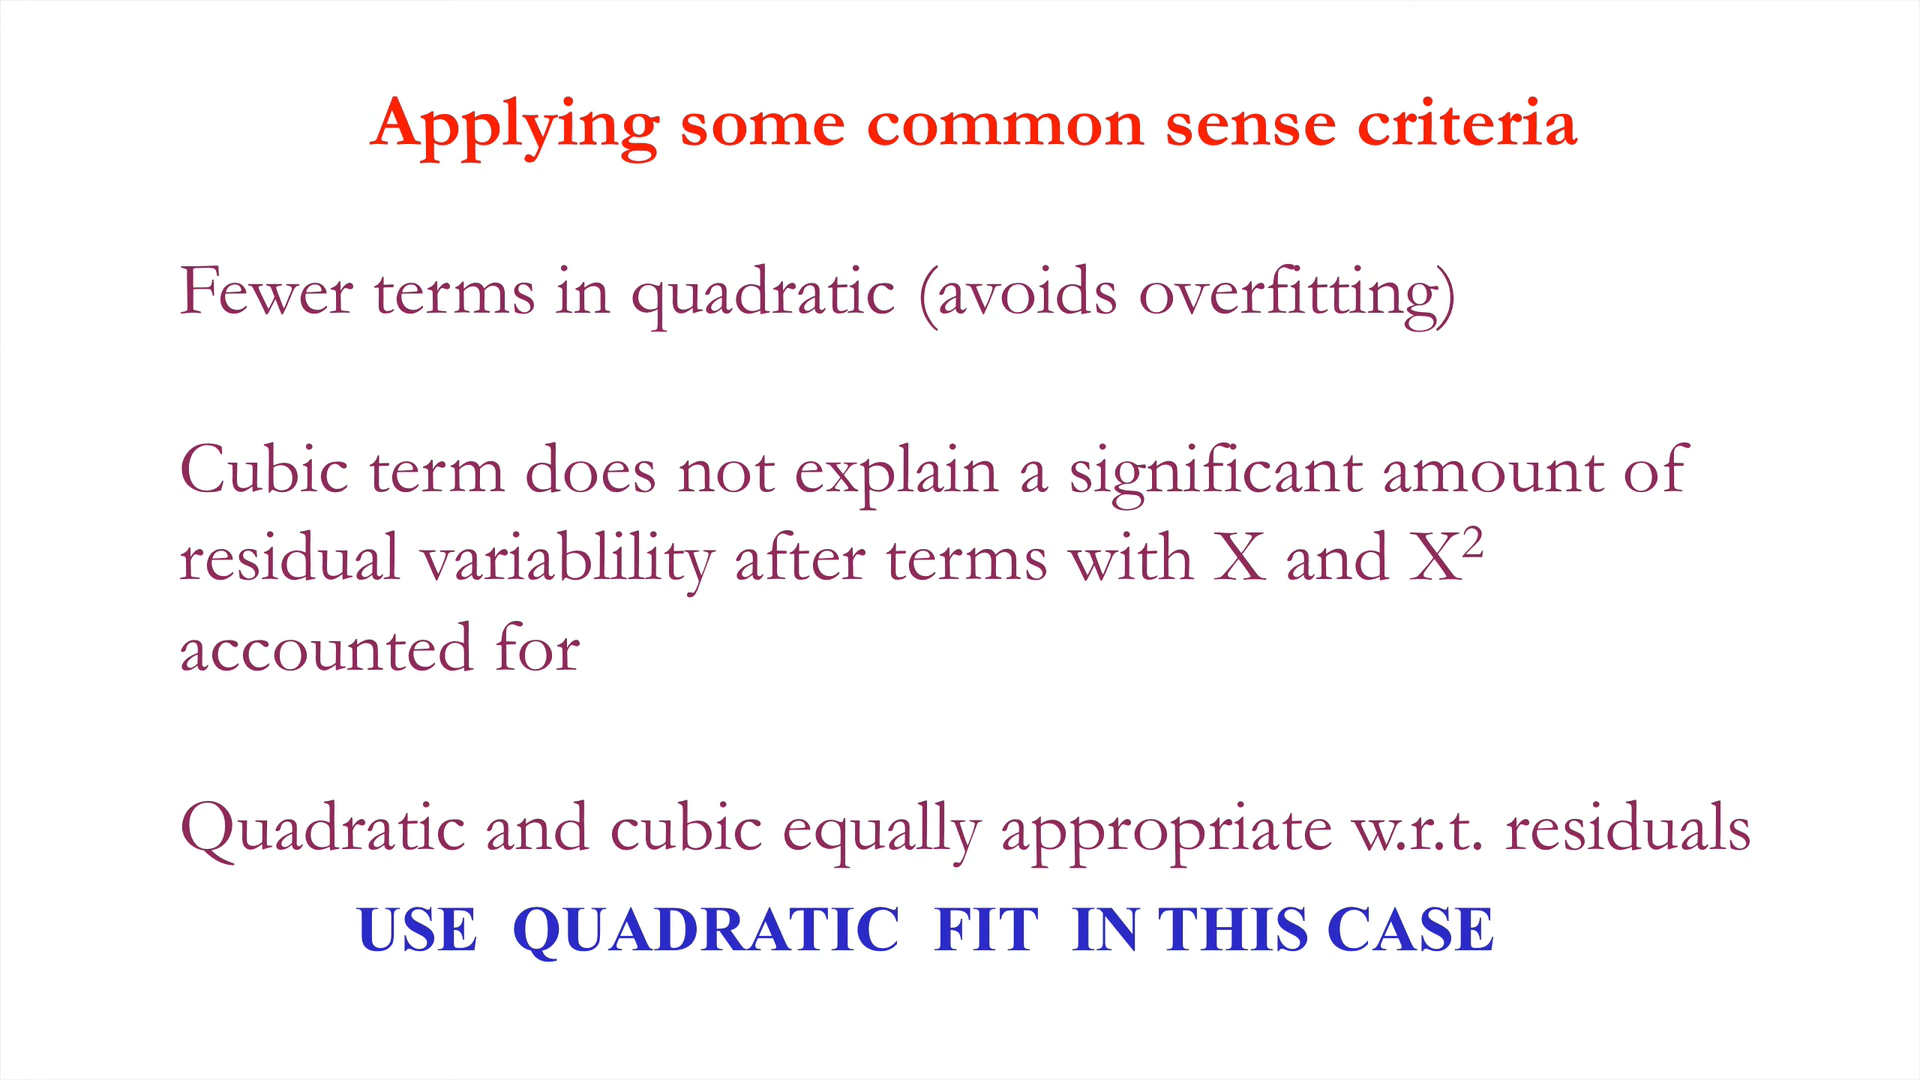 Applying some common sense criteria
Fewer terms in quadratic (avoids overfitting)
Cubic term does not explain a significant amount of
residual variablility after terms with X and X²
accounted for
Quadratic and cubic equally appropriate w.r.t. residuals
USE QUADRATIC FIT IN THIS CASE